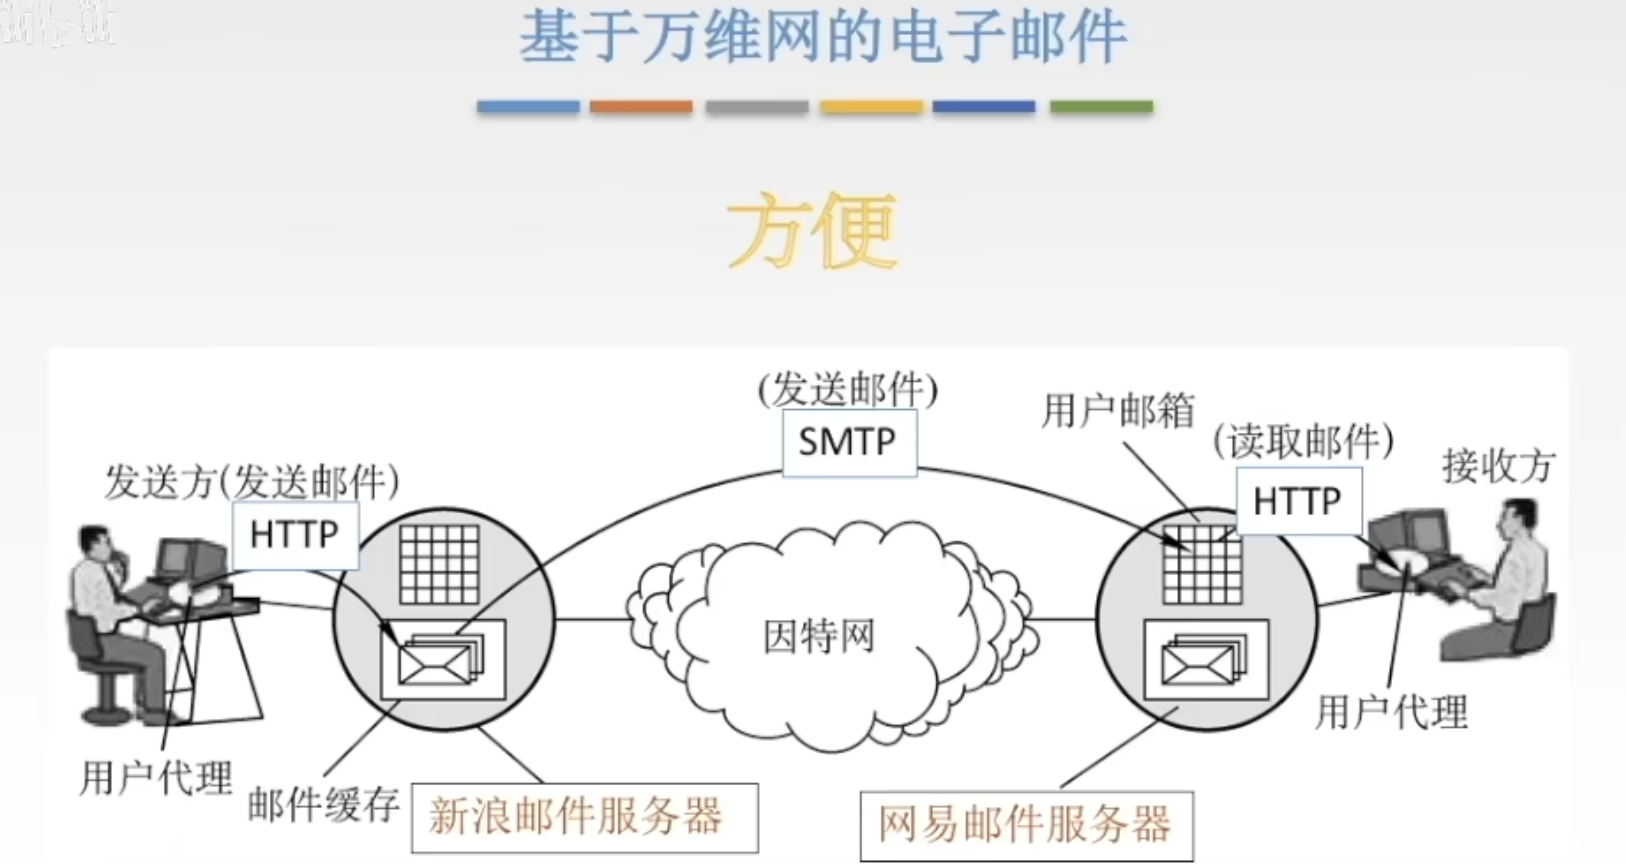 基于万维网的电子邮件
方便
(发送邮件)
SMTP
用户邮箱
(读取邮件)
HTTP
接收方
发送方(发送邮件)
HTTP
因特网
用户代理
用户代理
邮件缓存
新浪邮件服务器
网易邮件服务器